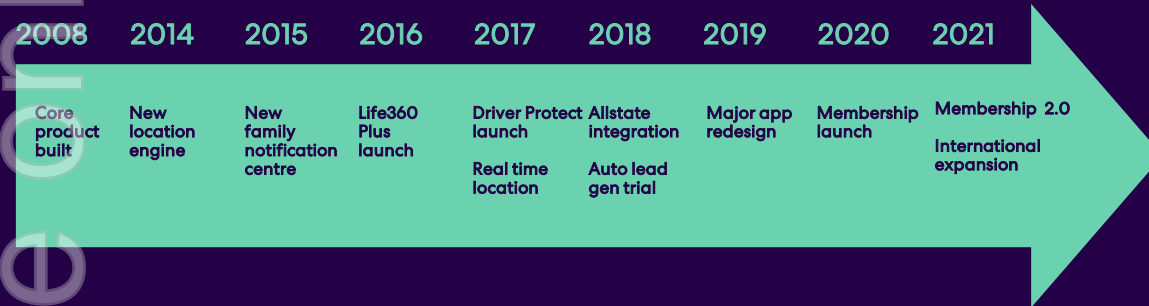 2008 2014 2015 2016 2017 2018 2019 2020 2021
Core
product
built
New
location
engine
New
family
notification
centre
Life360
Plus
launch
Driver Protect
launch
Real time
location
Allstate
integration
Auto lead
gen trial
Major app
redesign
Membership
launch
Membership 2.0
International
expansion